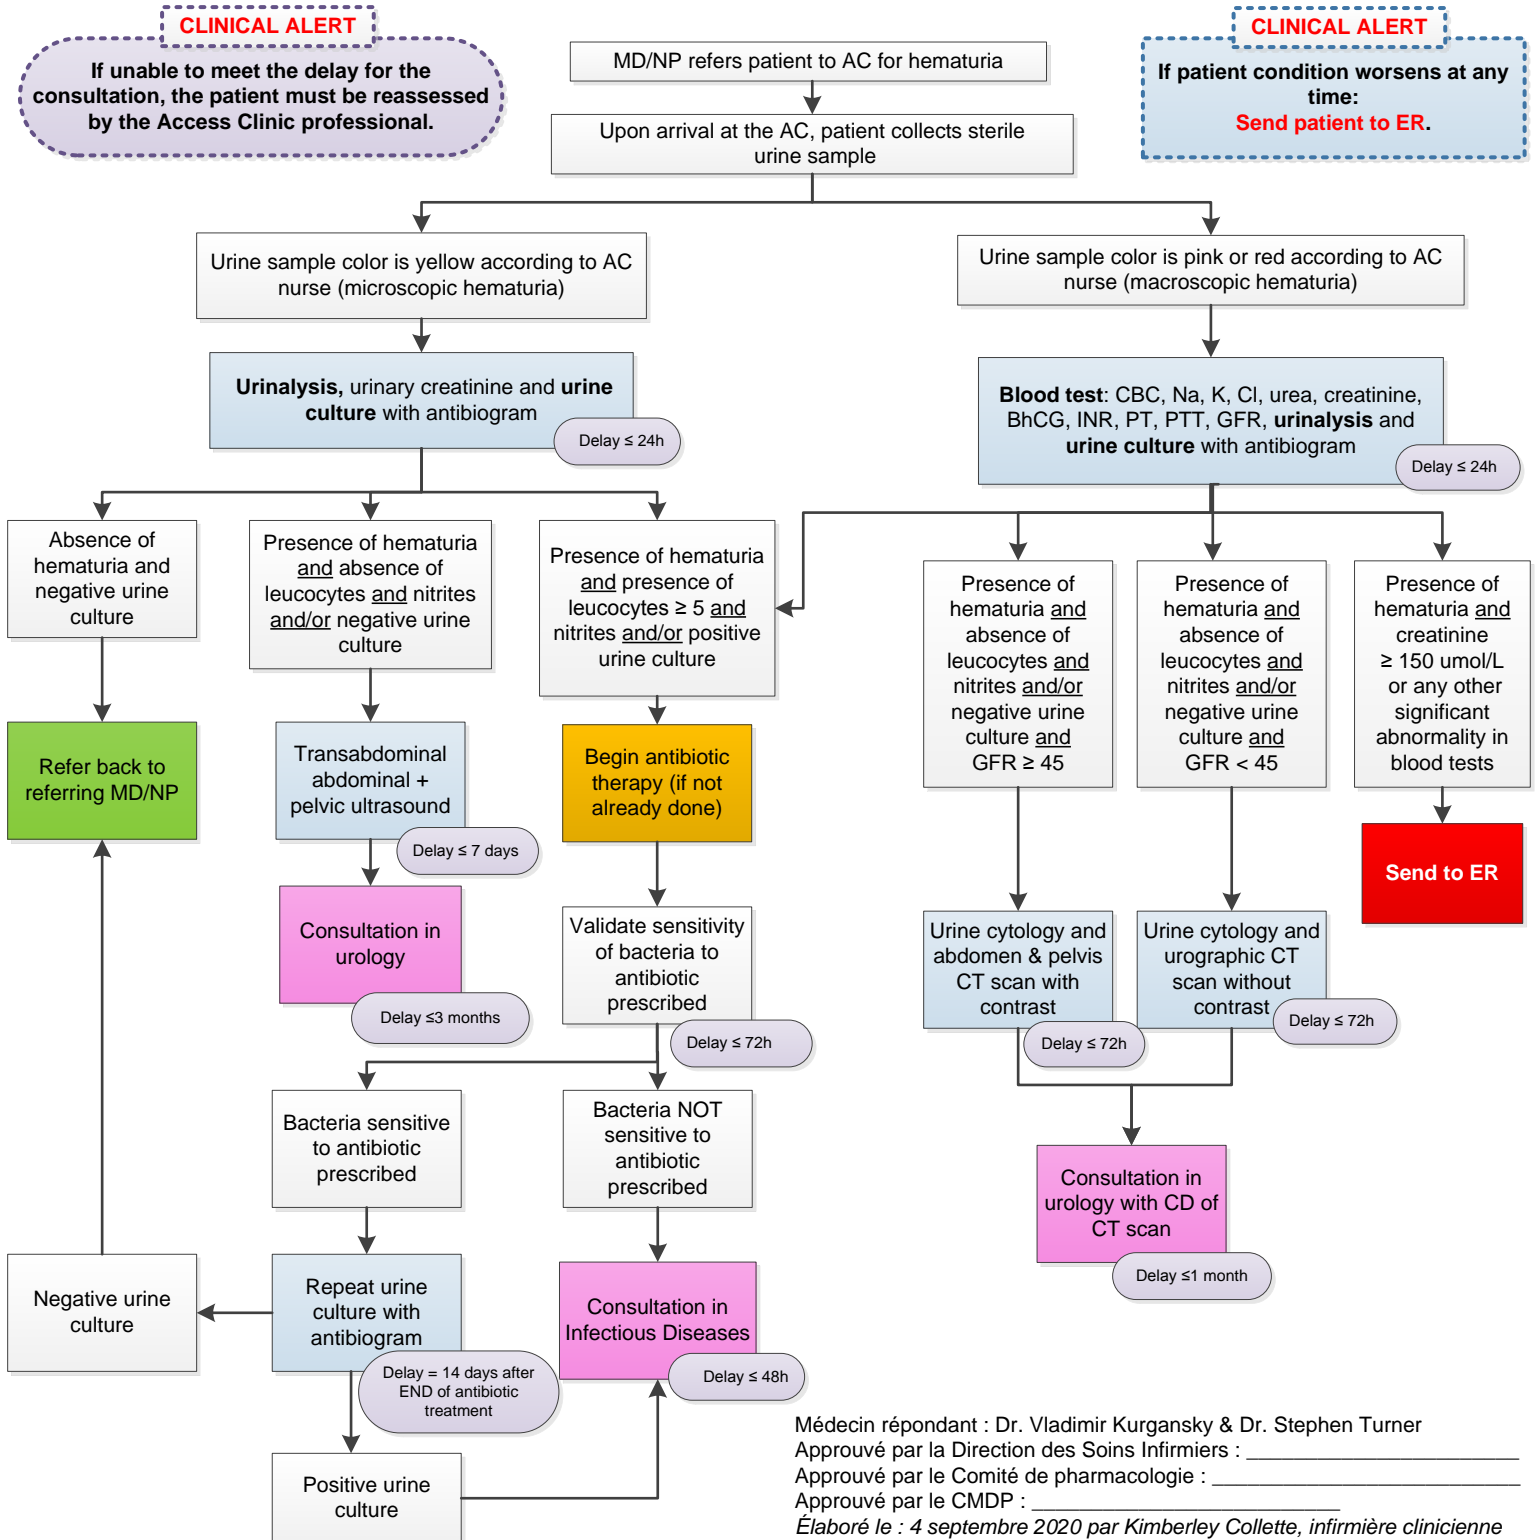 CLINICAL ALERT
If unable to meet the delay for the
consultation, the patient must be reassessed
by the Access Clinic professional.
MD/NP refers patient to AC for hematuria
CLINICAL ALERT
If patient condition worsens at any
time:
Send patient to ER.
Upon arrival at the AC, patient collects sterile
urine sample
Urine sample color is yellow according to AC
nurse (microscopic hematuria)
Urine sample color is pink or red according to AC
nurse (macroscopic hematuria)
Urinalysis, urinary creatinine and urine
culture with antibiogram
Delay ≤ 24h
Blood test: CBC, Na, K, Cl, urea, creatinine,
BhCG, INR, PT, PTT, GFR, urinalysis and
urine culture with antibiogram
Delay ≤ 24h
Absence of
hematuria and
negative urine
culture
Presence of hematuria
and absence of
leucocytes and nitrites
and/or negative urine
culture
Presence of hematuria
and presence of
leucocytes ≥ 5 and
nitrites and/or positive
urine culture
Presence of
hematuria and
absence of
leucocytes and
nitrites and/or
negative urine
culture and
GFR ≥ 45
Presence of
hematuria and
absence of
leucocytes and
nitrites and/or
negative urine
culture and
GFR < 45
Presence of
hematuria and
creatinine
≥ 150 umol/L
or any other
significant
abnormality in
blood tests
Refer back to
referring MD/NP
Transabdominal
abdominal +
pelvic ultrasound
Delay ≤ 7 days
Begin antibiotic
therapy (if not
already done)
Send to ER
Consultation in
urology
Delay ≤3 months
Validate sensitivity
of bacteria to
antibiotic
prescribed
Delay ≤ 72h
Urine cytology and
abdomen & pelvis
CT scan with
contrast
Delay ≤ 72h
Urine cytology and
urographic CT
scan without
contrast
Delay ≤ 72h
Bacteria sensitive
to antibiotic
prescribed
Bacteria NOT
sensitive to
antibiotic
prescribed
Consultation in
urology with CD of
CT scan
Delay ≤1 month
Negative urine
culture
Repeat urine
culture with
antibiogram
Delay = 14 days after
END of antibiotic
treatment
Consultation in
Infectious Diseases
Delay ≤ 48h
Positive urine
culture
Médecin répondant : Dr. Vladimir Kurgansky & Dr. Stephen Turner
Approuvé par la Direction des Soins Infirmiers : ________________________
Approuvé par le Comité de pharmacologie : ___________________________
Approuvé par le CMDP : ___________________________
Élaboré le : 4 septembre 2020 par Kimberley Collette, infirmière clinicienne